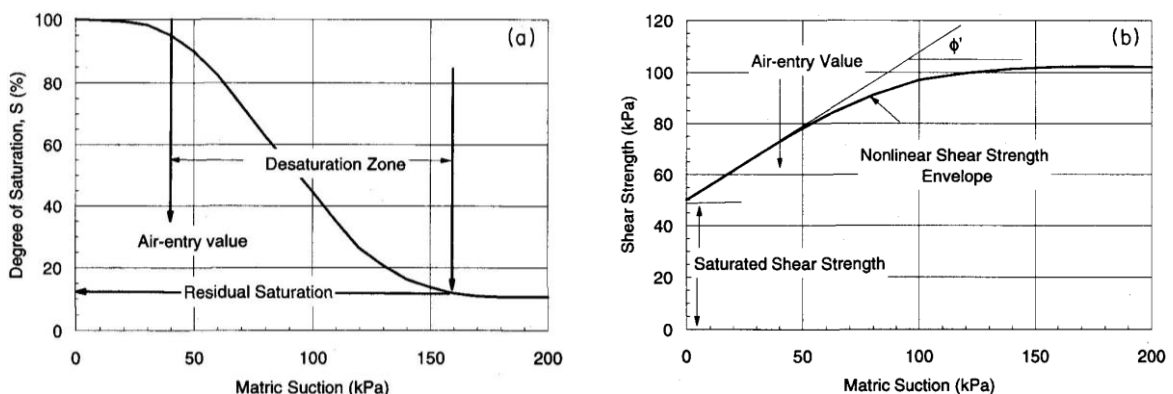 (a)
100
80
60
40
20
0
Degree of Saturation, S (%)
Desaturation Zone
Air-entry value
Residual Saturation
0 50 100 150 200
Matric Suction (kPa)
(b)
120
100
80
60
40
20
0
Shear Strength (kPa)
Air-entry Value
ϕ'
Nonlinear Shear Strength
Envelope
Saturated Shear Strength
0 50 100 150 200
Matric Suction (kPa)